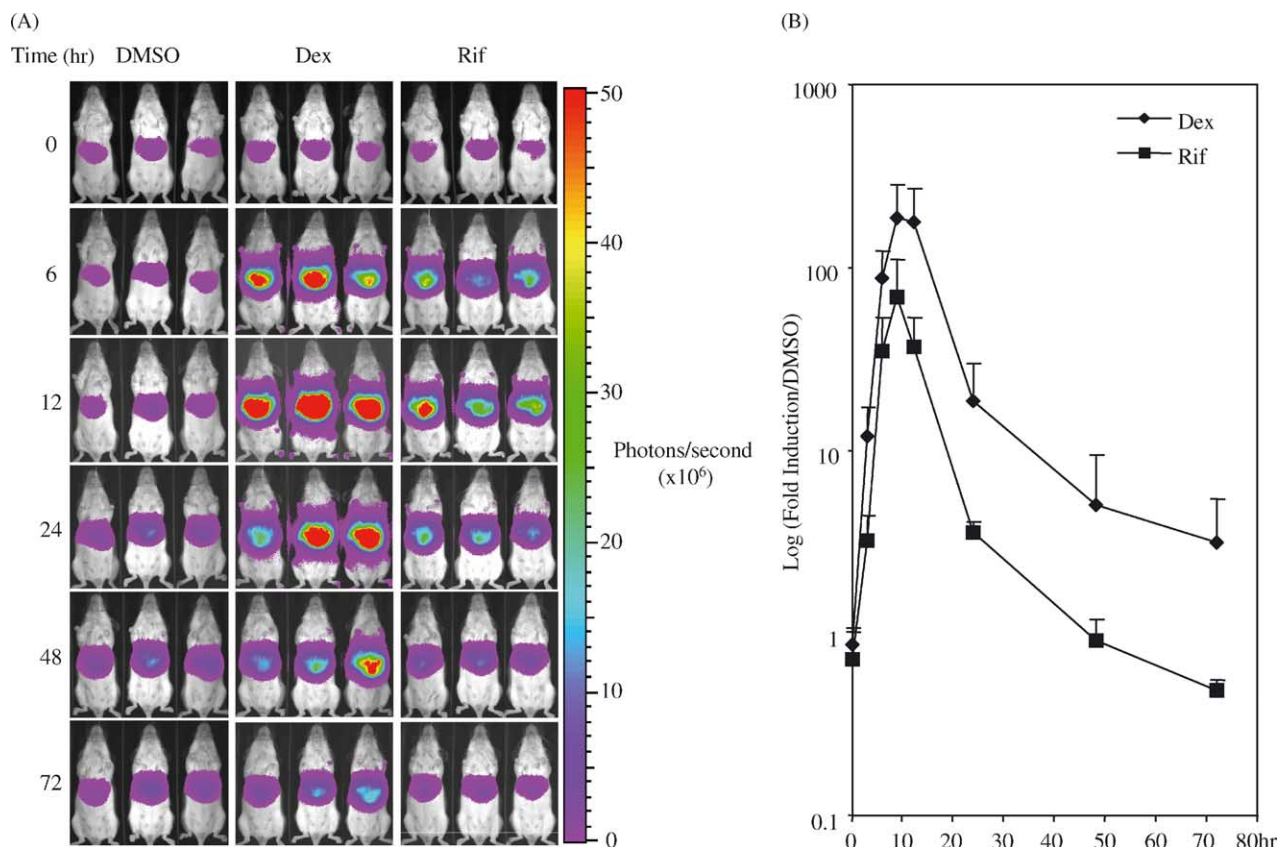 (A)
Time (hr) DMSO Dex Rif
0
6
12
24
48
72
50
40
30
20
10
0
Photons/second
(x10⁶)
(B)
Log (Fold Induction/DMSO)
1000
100
10
1
0.1
Dex
Rif
0 10 20 30 40 50 60 70 80hr